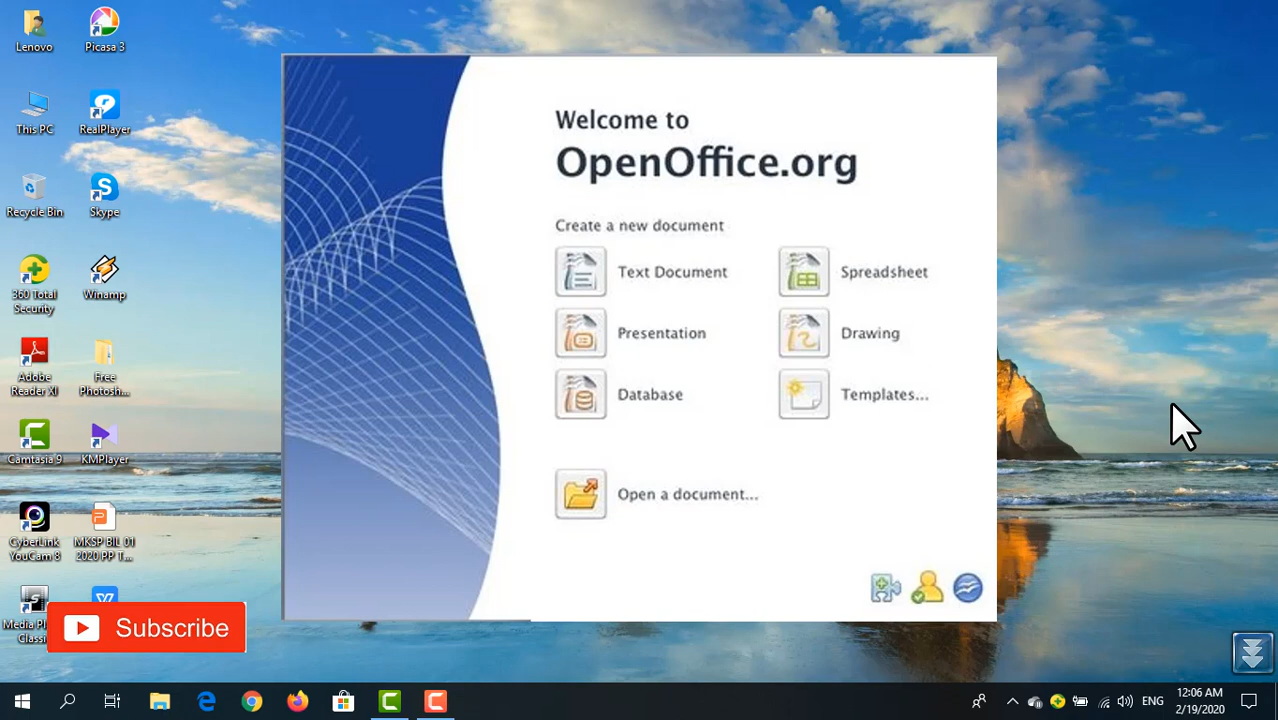 Lenovo
Picasa 3
This PC
RealPlayer
Recycle Bin
Skype
360 Total
Security
Winamp
Adobe
Reader XI
Free
Photosh...
Camtasia 9
KMPlayer
CyberLink
YouCam 8
MKSP BIL 01
2020 PP T...
Subscribe
Welcome to
OpenOffice.org
Create a new document
Text Document
Spreadsheet
Presentation
Drawing
Database
Templates...
Open a document...
ENG
12:06 AM
2/19/2020